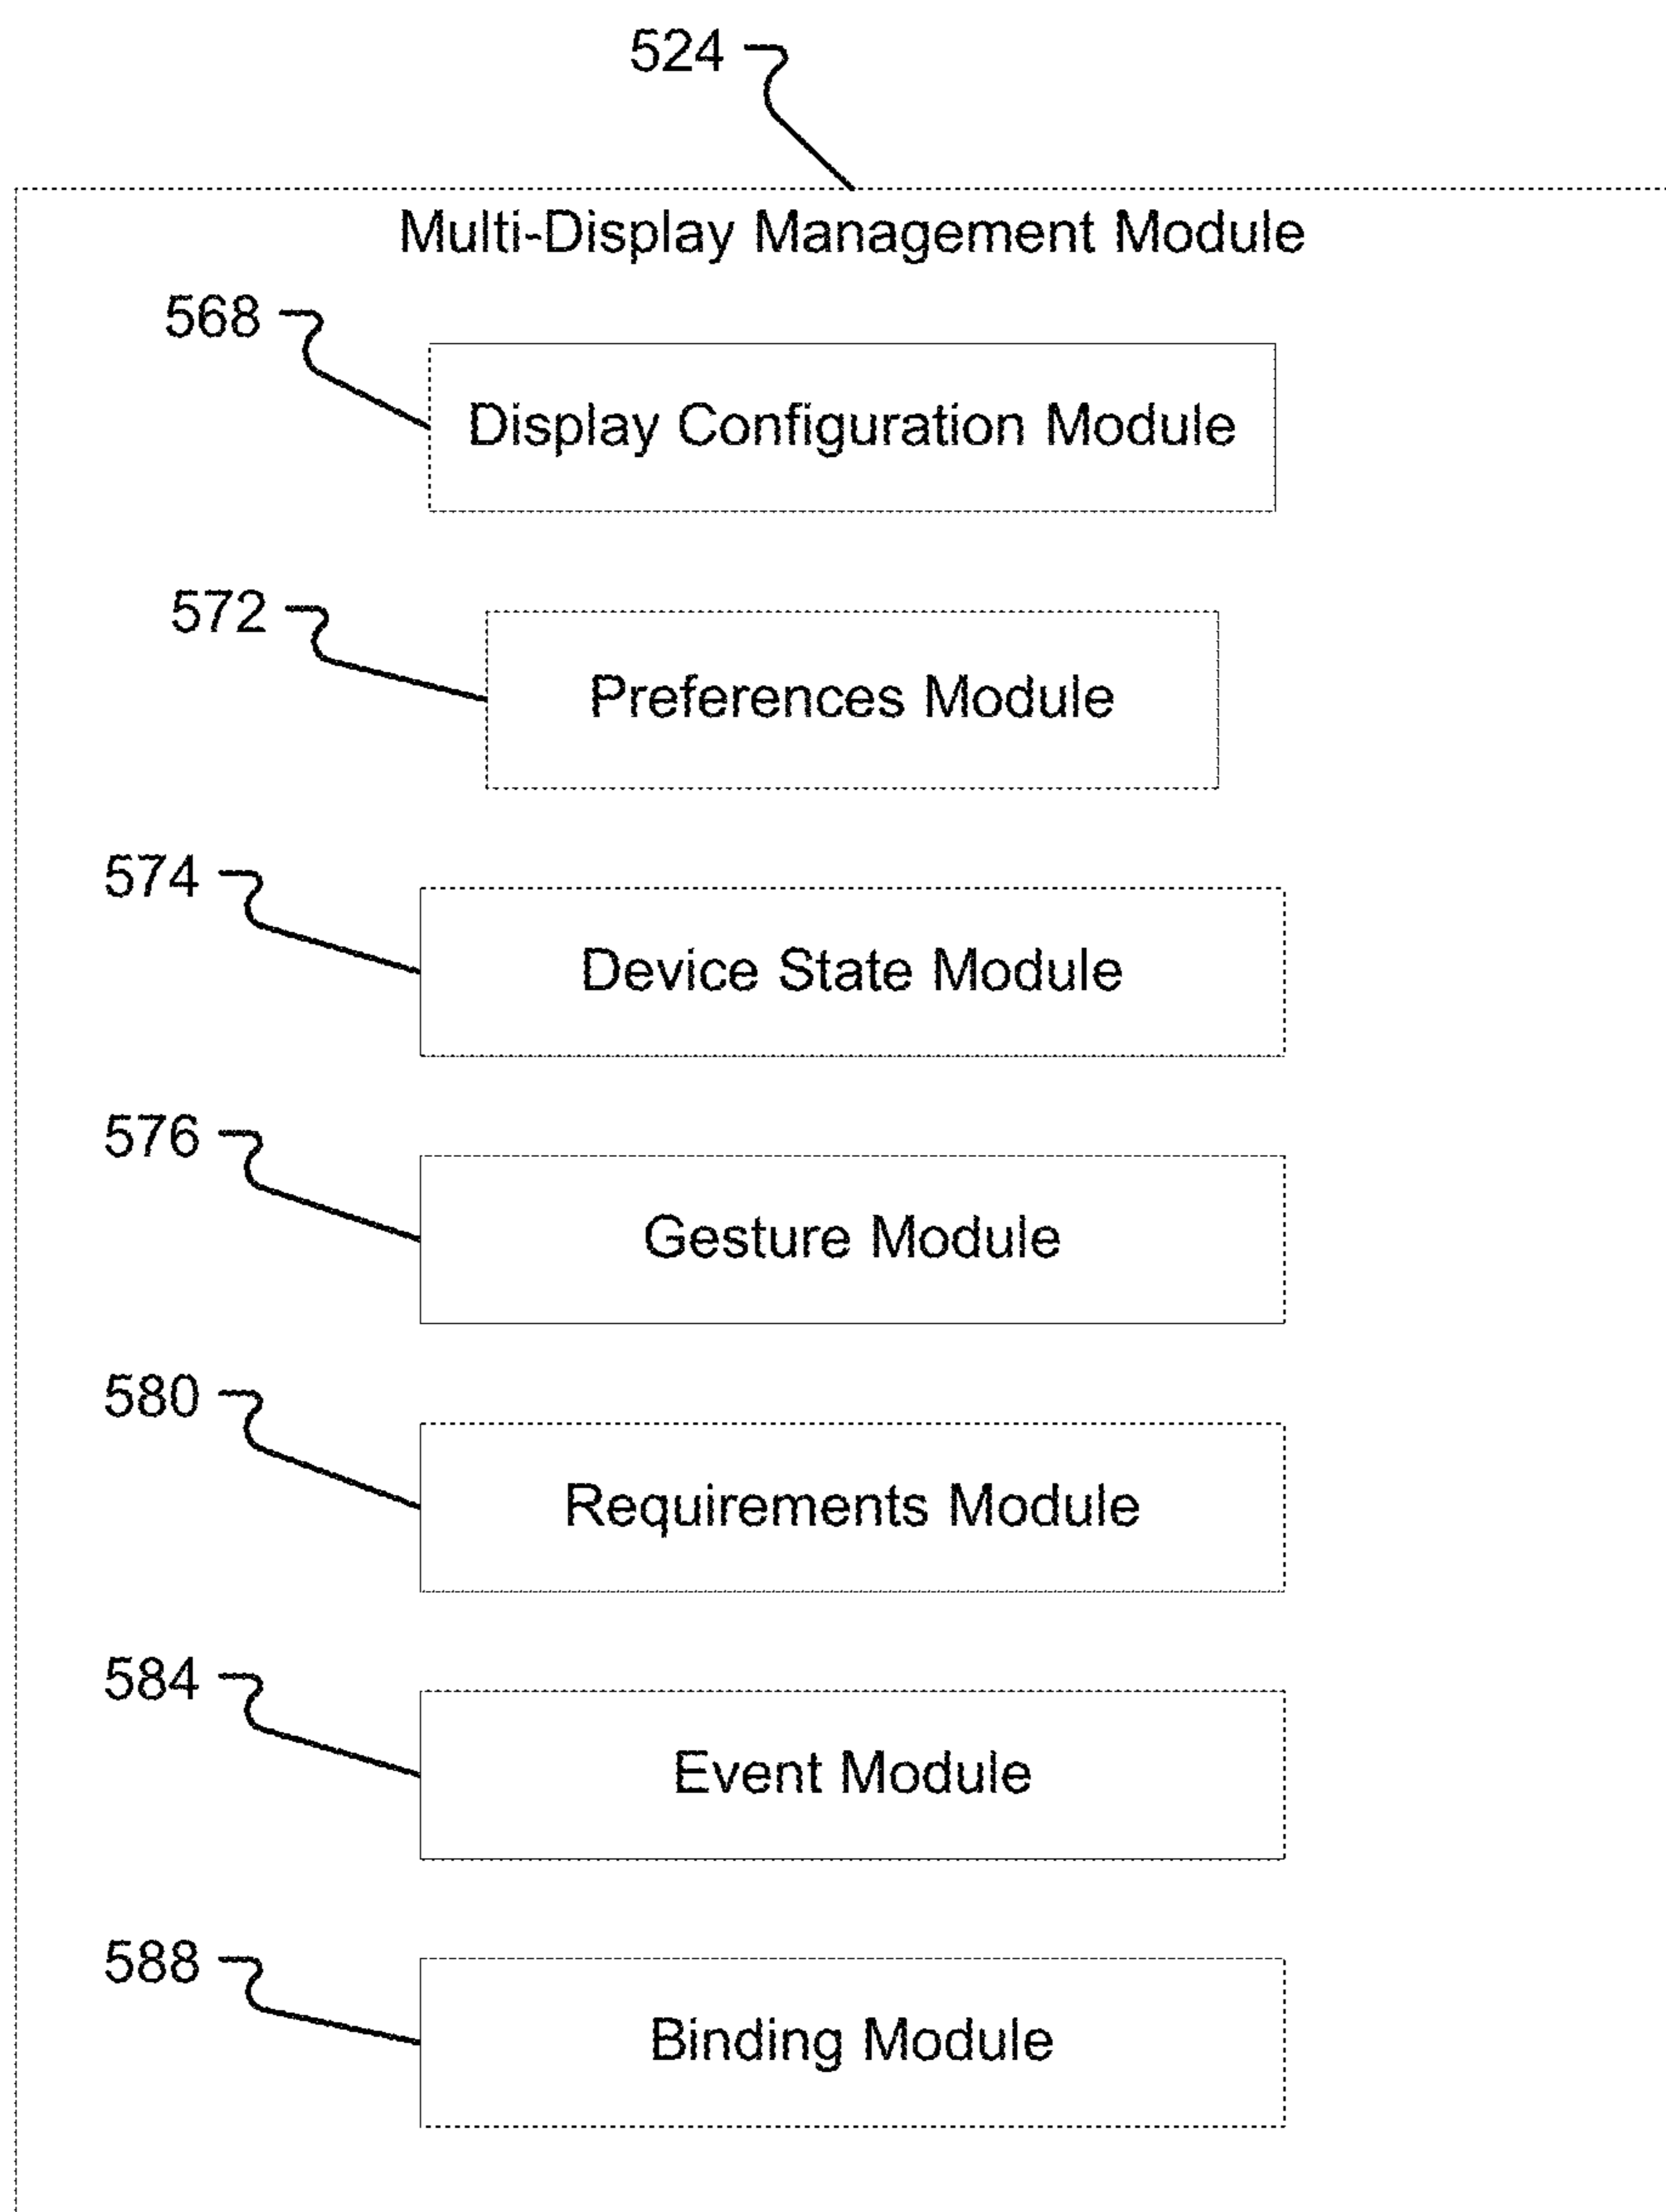 524
Multi-Display Management Module
568
Display Configuration Module
572
Preferences Module
574
Device State Module
576
Gesture Module
580
Requirements Module
584
Event Module
588
Binding Module